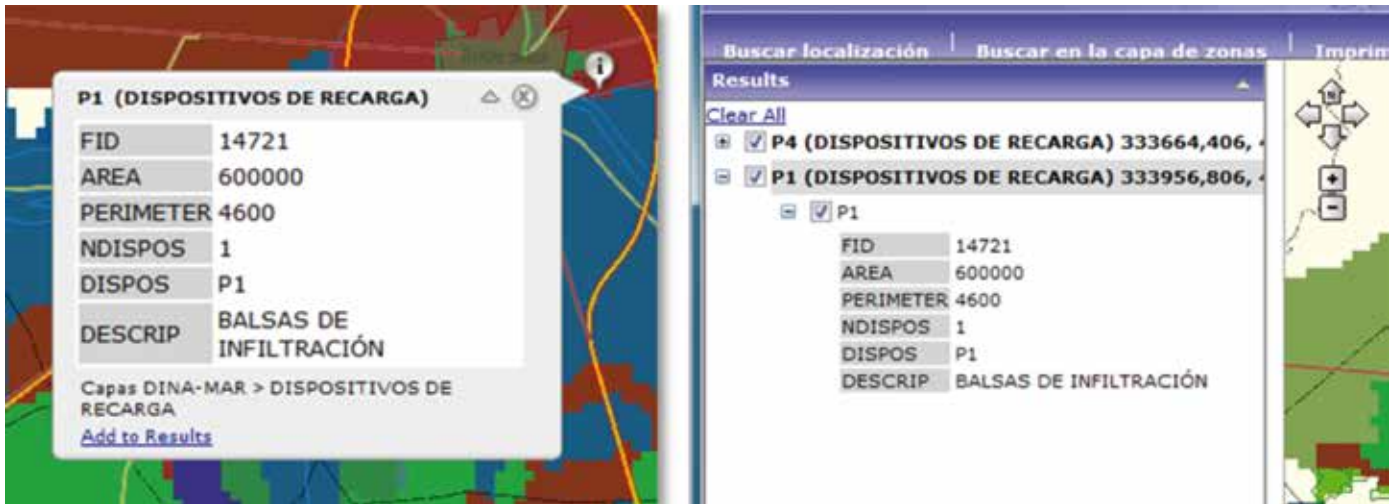 P1 (DISPOSITIVOS DE RECARGA)
FID 14721
AREA 600000
PERIMETER 4600
NDISPOS 1
DISPOS P1
DESCRIP BALSAS DE
INFILTRACIÓN
Capas DINA-MAR > DISPOSITIVOS DE
RECARGA
Add to Results
Buscar localización Buscar en la capa de zonas Imprim
Results
Clear All
P4 (DISPOSITIVOS DE RECARGA) 333664,406,
P1 (DISPOSITIVOS DE RECARGA) 333956,806,
P1
FID 14721
AREA 600000
PERIMETER 4600
NDISPOS 1
DISPOS P1
DESCRIP BALSAS DE INFILTRACIÓN
N